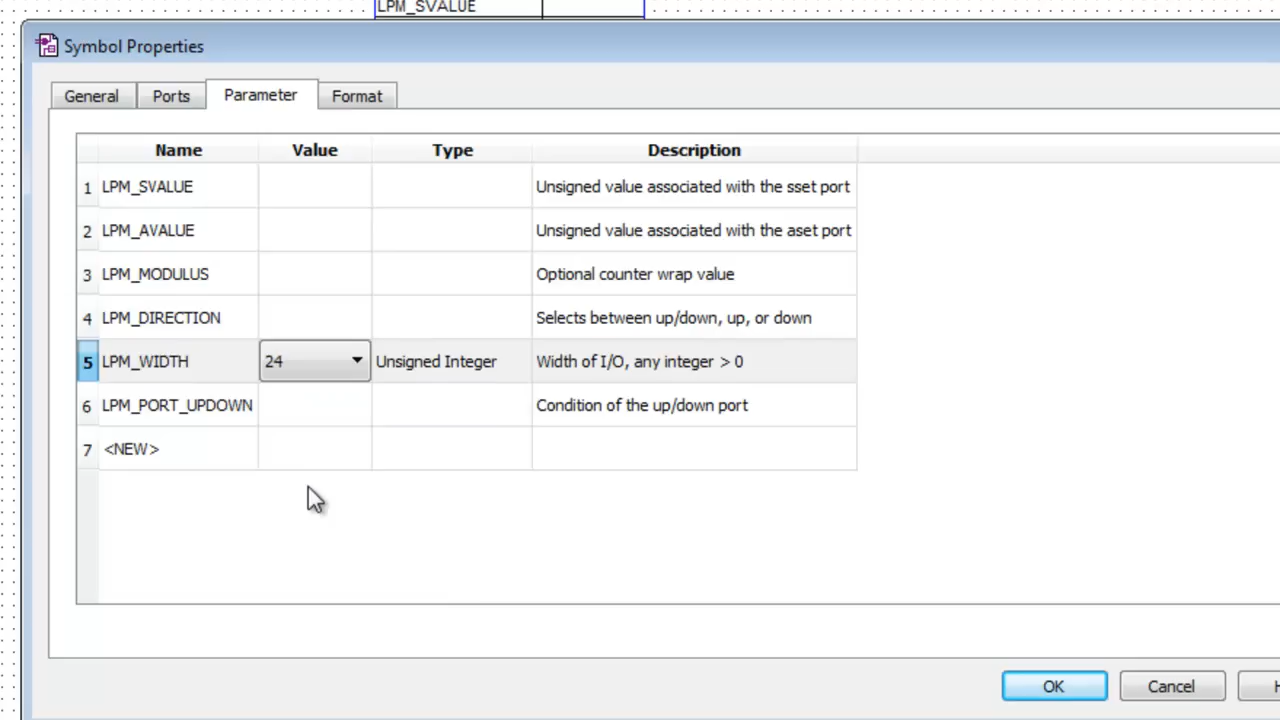 LPM_SVALUE
Symbol Properties
General Ports Parameter Format
Name Value Type Description
1 LPM_SVALUE Unsigned value associated with the sset port
2 LPM_AVALUE Unsigned value associated with the aset port
3 LPM_MODULUS Optional counter wrap value
4 LPM_DIRECTION Selects between up/down, up, or down
5 LPM_WIDTH 24 Unsigned Integer Width of I/O, any integer > 0
6 LPM_PORT_UPDOWN Condition of the up/down port
7 <NEW>
OK Cancel